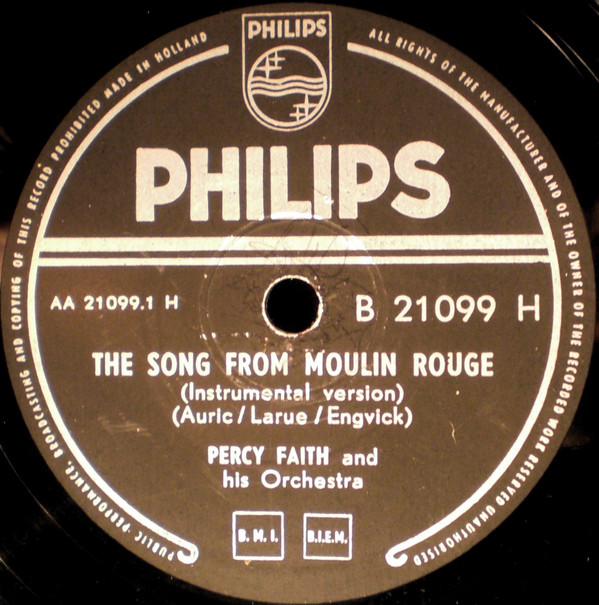 PHILIPS
PHILIPS
AA 21099.1 H
B 21099 H
THE SONG FROM MOULIN ROUGE
(Instrumental version)
(Auric / Larue / Engvick)
PERCY FAITH and
his Orchestra
B. M. I.
B.I.E.M.
ALL RIGHTS OF THE MANUFACTURER AND OF THE OWNER OF THE RECORDED WORK RESERVED UNAUTHORISED
PUBLIC PERFORMANCE, BROADCASTING AND COPYING OF THIS RECORD PROHIBITED MADE IN HOLLAND